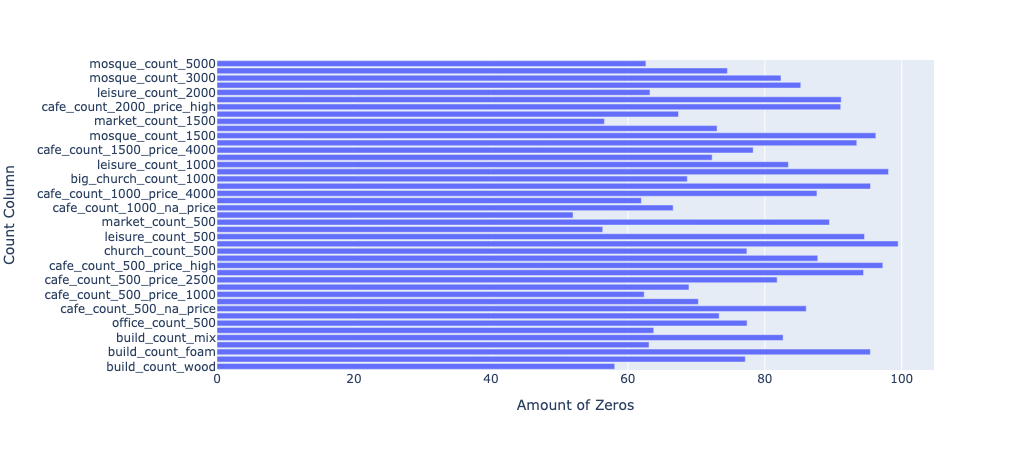 mosque_count_5000
mosque_count_3000
leisure_count_2000
cafe_count_2000_price_high
market_count_1500
mosque_count_1500
cafe_count_1500_price_4000
leisure_count_1000
big_church_count_1000
cafe_count_1000_price_4000
cafe_count_1000_na_price
market_count_500
leisure_count_500
church_count_500
cafe_count_500_price_high
cafe_count_500_price_2500
cafe_count_500_price_1000
cafe_count_500_na_price
office_count_500
build_count_mix
build_count_foam
build_count_wood
Count Column
0 20 40 60 80 100
Amount of Zeros